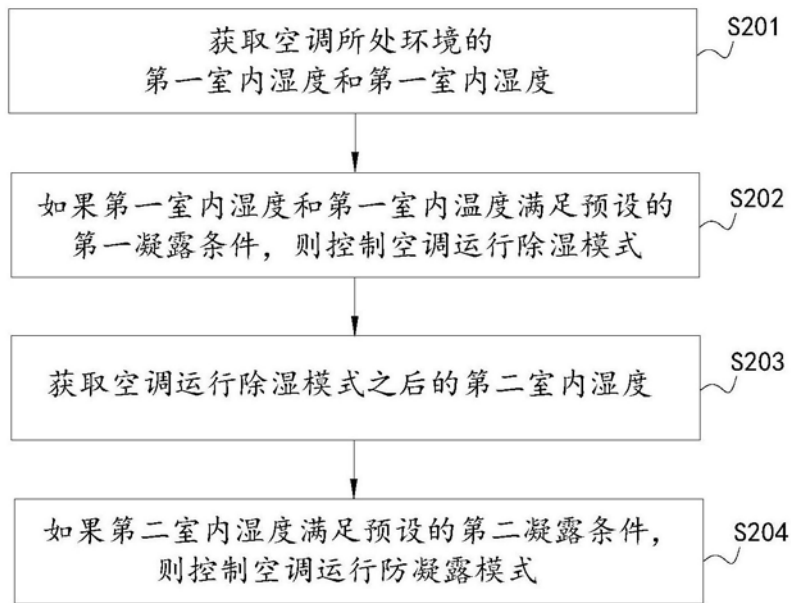 获取空调所处环境的
第一室内湿度和第一室内湿度
S201
如果第一室内湿度和第一室内温度满足预设的
第一凝露条件，则控制空调运行除湿模式
S202
获取空调运行除湿模式之后的第二室内湿度
S203
如果第二室内湿度满足预设的第二凝露条件，
则控制空调运行防凝露模式
S204